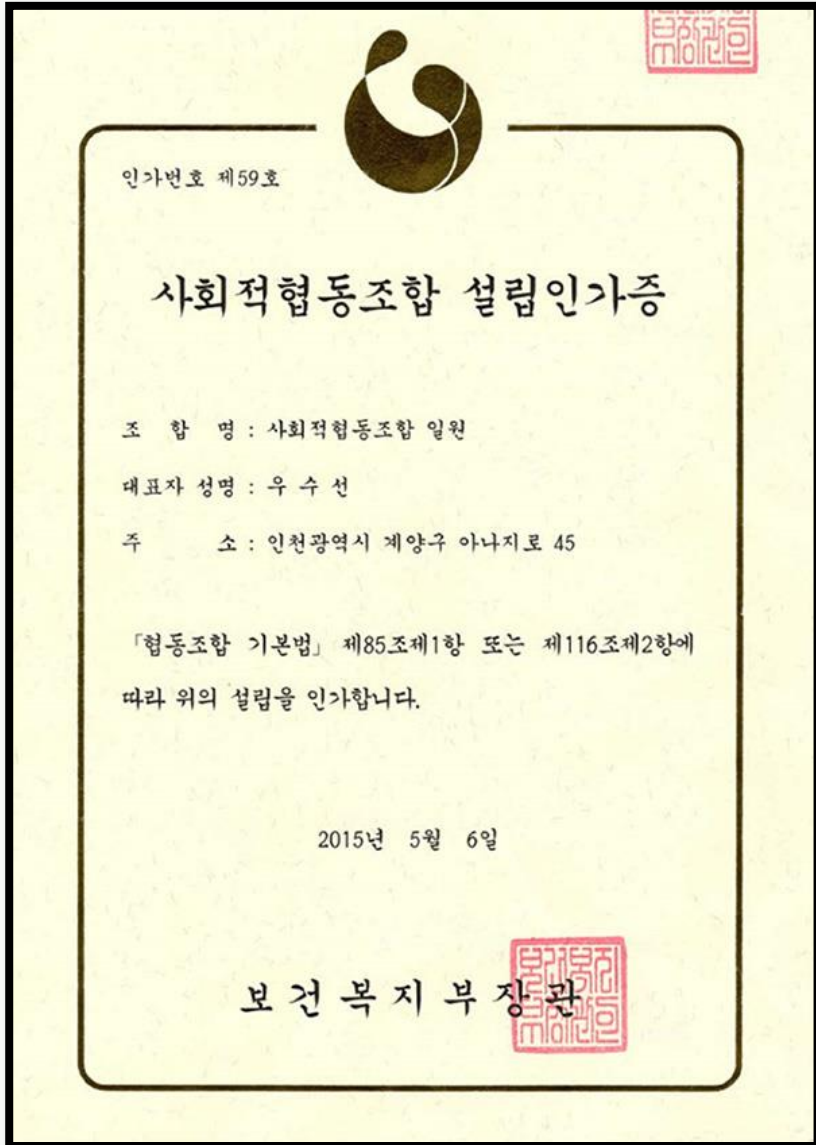 인가번호 제59호
사회적협동조합 설립인가증
조 합 명 : 사회적협동조합 일원
대표자 성명 : 우 수 선
주 소 : 인천광역시 계양구 아나지로 45
「협동조합 기본법」 제85조제1항 또는 제116조제2항에
따라 위의 설립을 인가합니다.
2015년 5월 6일
보건복지부장관